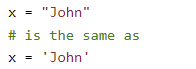 x = "John"
# is the same as
x = 'John'